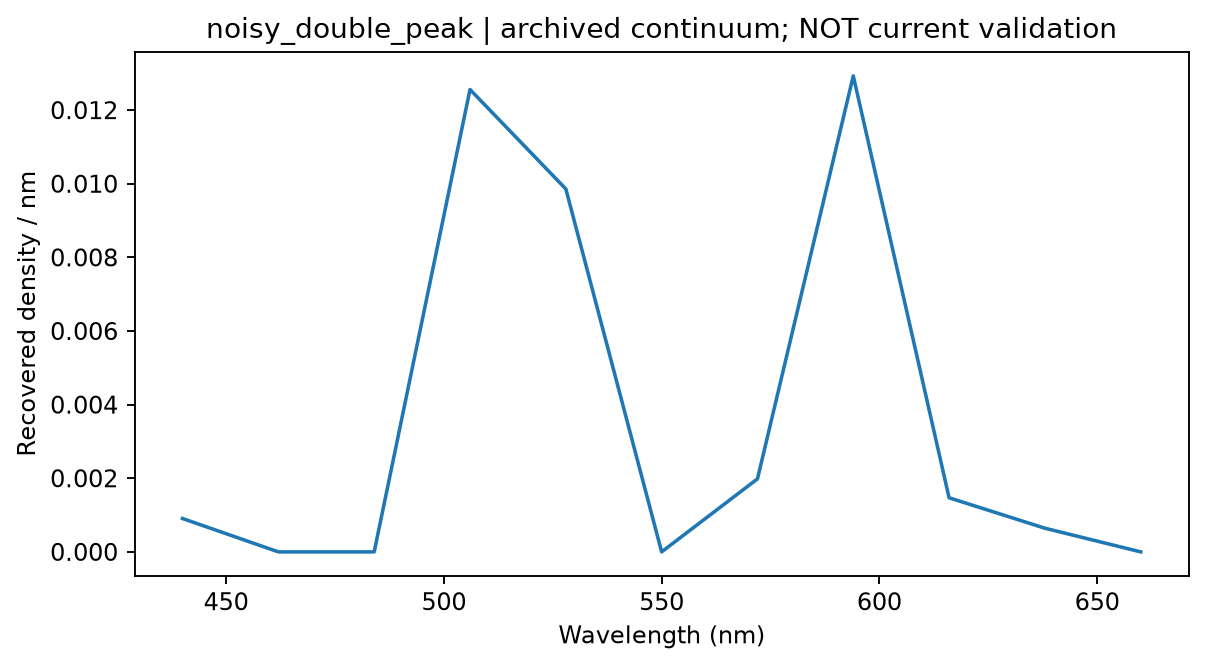 noisy_double_peak | archived continuum; NOT current validation
0.012
0.010
0.008
0.006
0.004
0.002
0.000
Recovered density / nm
450 500 550 600 650
Wavelength (nm)